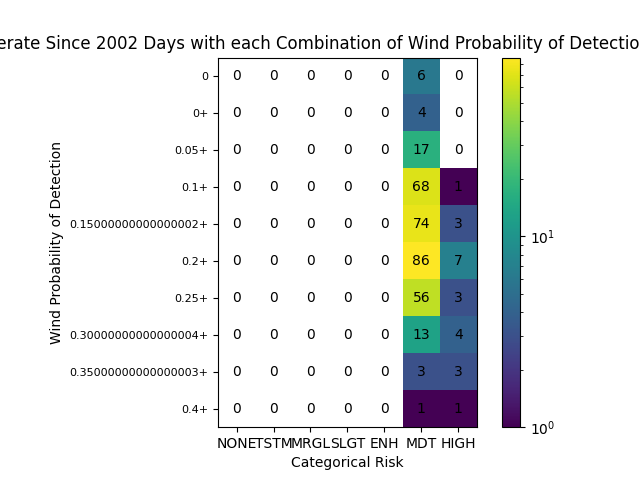 erate Since 2002 Days with each Combination of Wind Probability of Detectio
Wind Probability of Detection
0 0 0 0 0 0 6 0
0+ 0 0 0 0 0 4 0
0.05+ 0 0 0 0 0 17 0
0.1+ 0 0 0 0 0 68 1
0.15000000000000002+ 0 0 0 0 0 74 3
0.2+ 0 0 0 0 0 86 7
0.25+ 0 0 0 0 0 56 3
0.30000000000000004+ 0 0 0 0 0 13 4
0.35000000000000003+ 0 0 0 0 0 3 3
0.4+ 0 0 0 0 0 1 1
NONE TSTM MRGL SLGT ENH MDT HIGH
Categorical Risk
10¹
10⁰